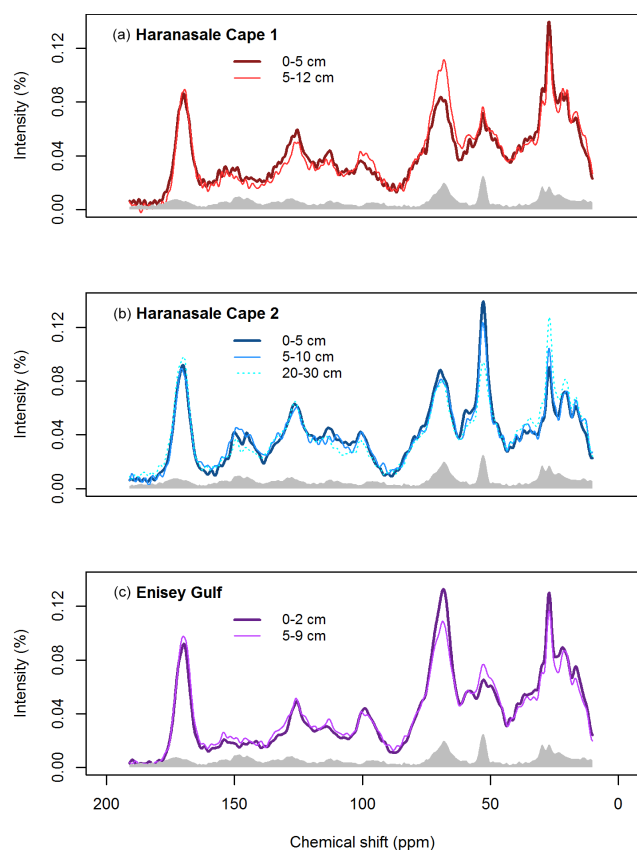 (a) Haranasale Cape 1
0-5 cm
5-12 cm
Intensity (%)
0.12
0.08
0.04
0.00
(b) Haranasale Cape 2
0-5 cm
5-10 cm
20-30 cm
Intensity (%)
0.12
0.08
0.04
0.00
(c) Enisey Gulf
0-2 cm
5-9 cm
Intensity (%)
0.12
0.08
0.04
0.00
200 150 100 50 0
Chemical shift (ppm)